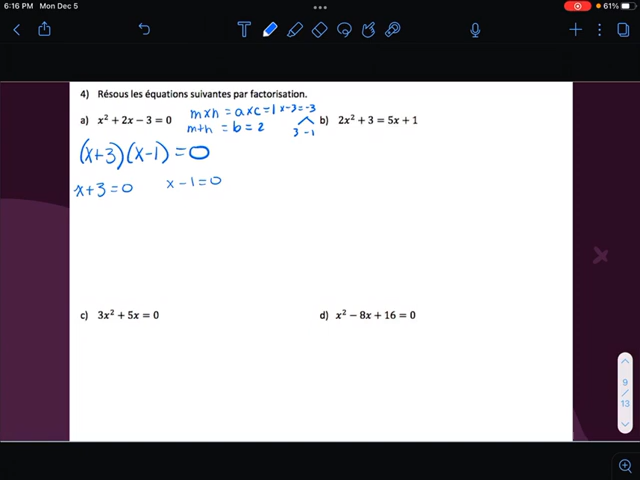 6:16 PM Mon Dec 5
61%
4) Résous les équations suivantes par factorisation.
a) x² + 2x − 3 = 0
m×n = a×c = 1×-3=-3
m+n = b = 2
3 -1
b) 2x² + 3 = 5x + 1
(x+3)(x-1) = 0
x+3=0 x-1=0
c) 3x² + 5x = 0
d) x² − 8x + 16 = 0
9
/
13